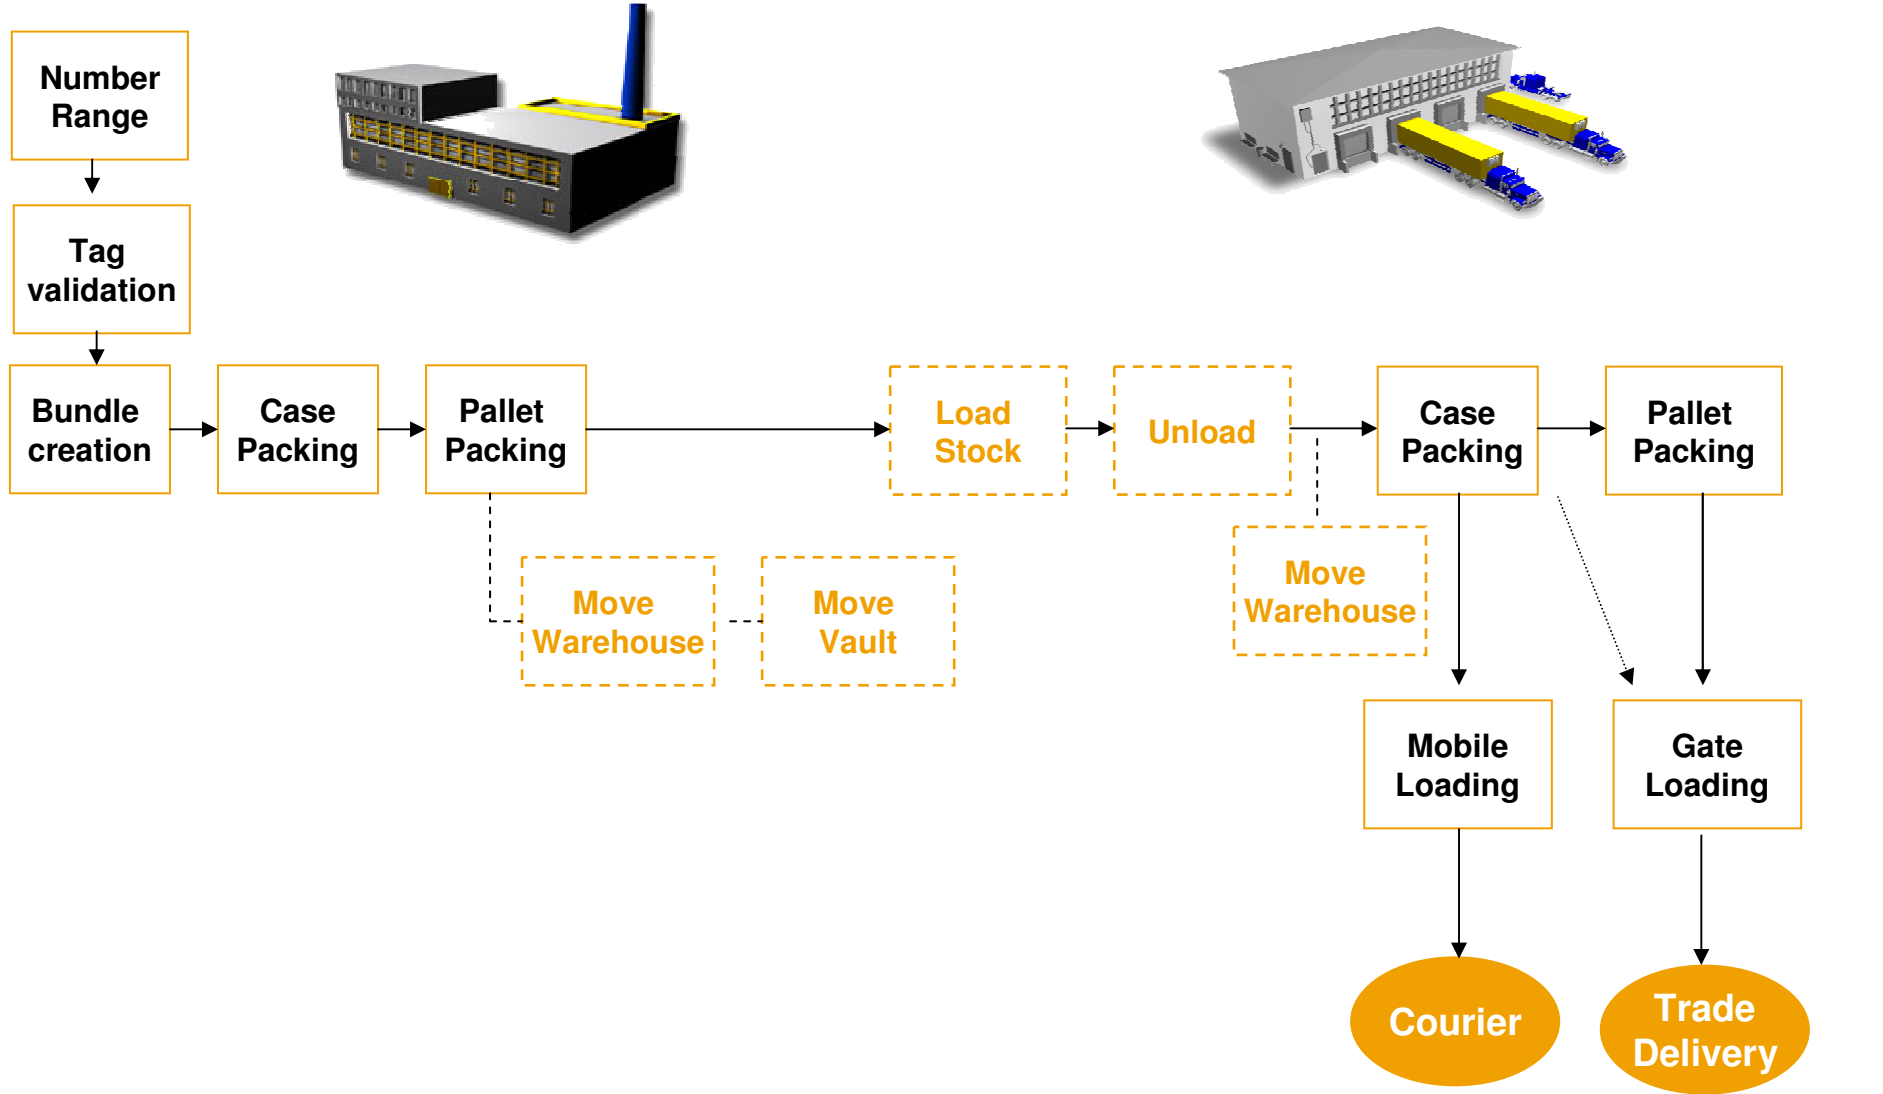 Number
Range
Tag
validation
Bundle
creation
Case
Packing
Pallet
Packing
Load
Stock
Unload
Case
Packing
Pallet
Packing
Move
Warehouse
Move
Vault
Move
Warehouse
Mobile
Loading
Gate
Loading
Courier
Trade
Delivery